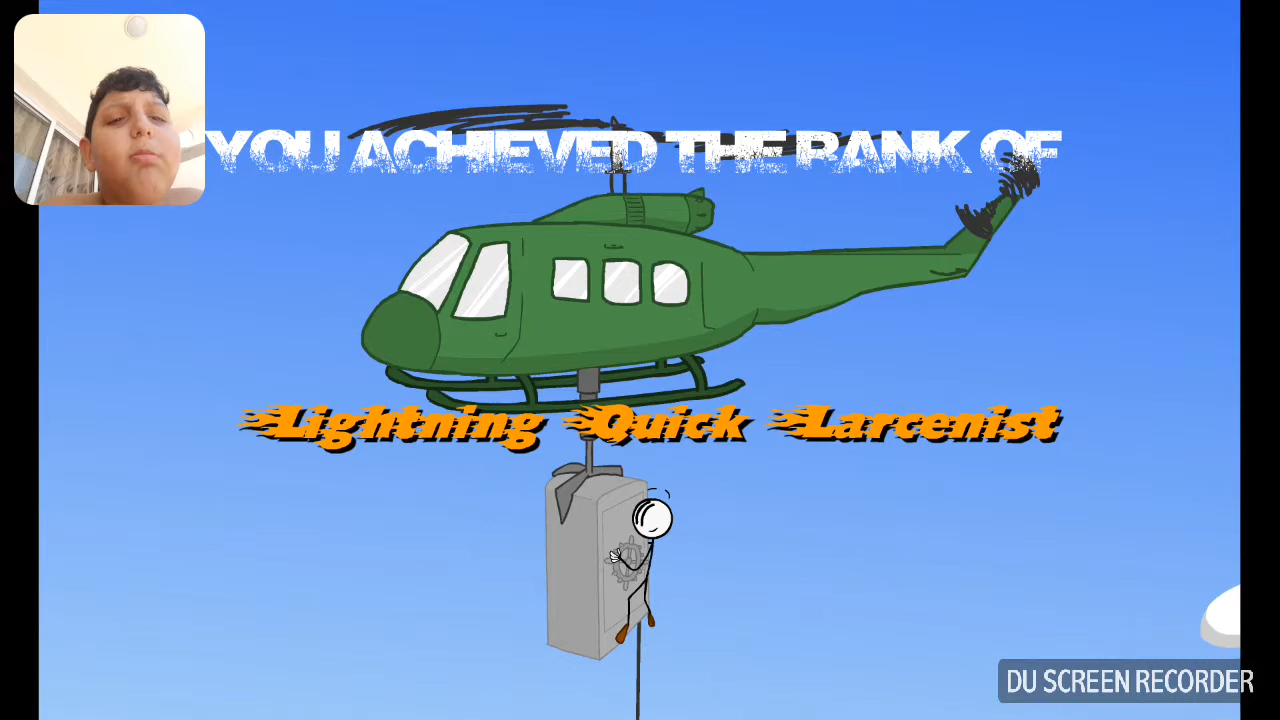 YOU ACHIEVED THE RANK OF
Lightning Quick Larcenist
DU SCREEN RECORDER